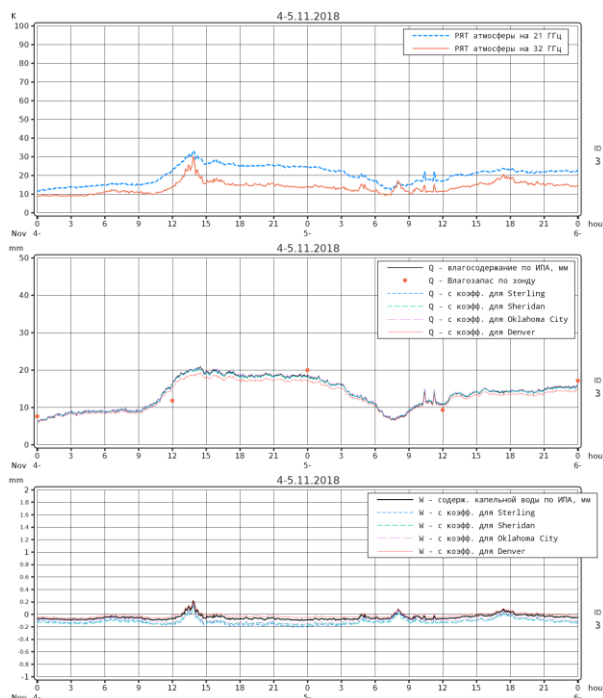 4-5.11.2018
K
100
90
80
70
60
50
40
30
20
10
0
РЯТ атмосферы на 21 ГГц
РЯТ атмосферы на 32 ГГц
ID
3
0 3 6 9 12 15 18 21 0 3 6 9 12 15 18 21 0 hour
Nov 4- 5- 6-
4-5.11.2018
mm
50
40
30
20
10
0
Q - влагосодержание по ИПА, мм
Q - Влагозапас по зонду
Q - с коэфф. для Sterling
Q - с коэфф. для Sheridan
Q - с коэфф. для Oklahoma City
Q - с коэфф. для Denver
ID
3
0 3 6 9 12 15 18 21 0 3 6 9 12 15 18 21 0 hour
Nov 4- 5- 6-
4-5.11.2018
mm
2
1.8
1.6
1.4
1.2
1
0.8
0.6
0.4
0.2
0
-0.2
-0.4
-0.6
-0.8
-1
W - содерж. капельной воды по ИПА, мм
W - с коэфф. для Sterling
W - с коэфф. для Sheridan
W - с коэфф. для Oklahoma City
W - с коэфф. для Denver
ID
3
0 3 6 9 12 15 18 21 0 3 6 9 12 15 18 21 0 hour
Nov 4- 5- 6-